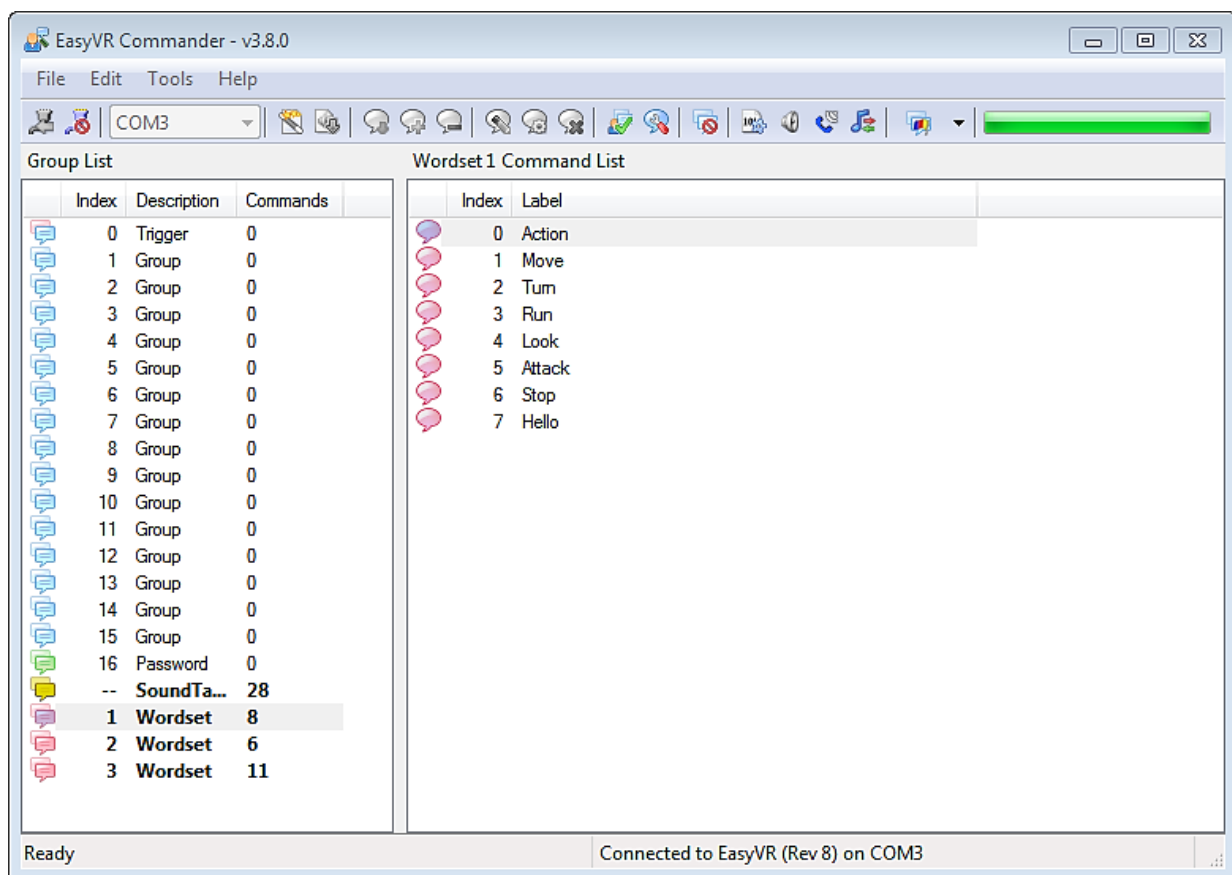 EasyVR Commander - v3.8.0
File Edit Tools Help
COM3
Group List
Index Description Commands
0 Trigger 0
1 Group 0
2 Group 0
3 Group 0
4 Group 0
5 Group 0
6 Group 0
7 Group 0
8 Group 0
9 Group 0
10 Group 0
11 Group 0
12 Group 0
13 Group 0
14 Group 0
15 Group 0
16 Password 0
-- SoundTa... 28
1 Wordset 8
2 Wordset 6
3 Wordset 11
Wordset 1 Command List
Index Label
0 Action
1 Move
2 Turn
3 Run
4 Look
5 Attack
6 Stop
7 Hello
Ready
Connected to EasyVR (Rev 8) on COM3